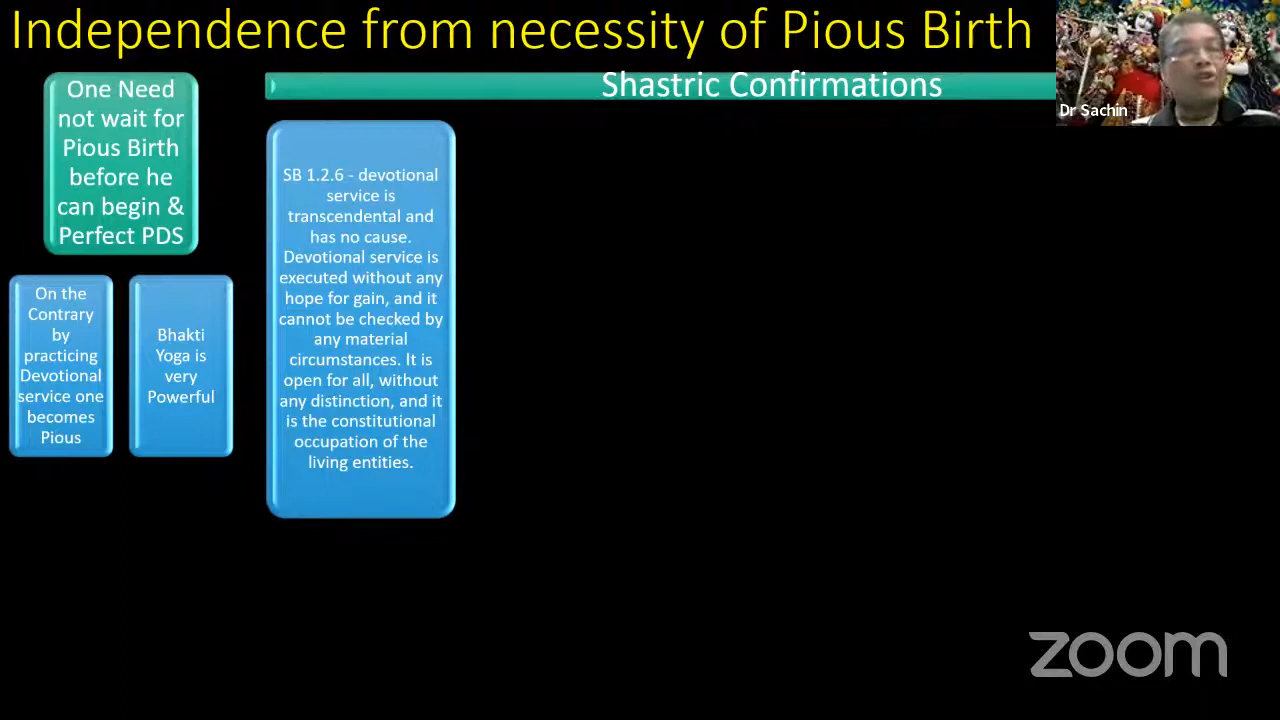 Independence from necessity of Pious Birth
One Need
not wait for
Pious Birth
before he
can begin &
Perfect PDS
On the
Contrary
by
practicing
Devotional
service one
becomes
Pious
Bhakti
Yoga is
very
Powerful
Shastric Confirmations
SB 1.2.6 - devotional
service is
transcendental and
has no cause.
Devotional service is
executed without any
hope for gain, and it
cannot be checked by
any material
circumstances. It is
open for all, without
any distinction, and it
is the constitutional
occupation of the
living entities.
Dr Sachin
zoom